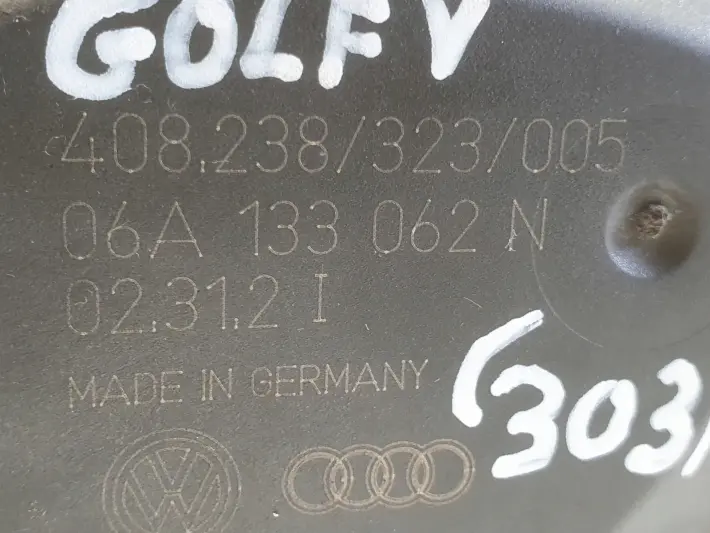 GOLF V
408.238/323/005
06A 133 062 N
02.31.2 I
MADE IN GERMANY
(303/